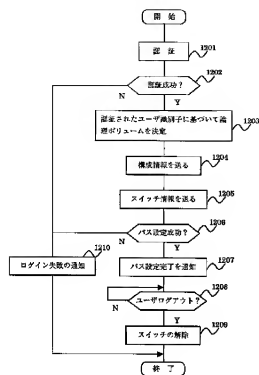 開 始
認 証
1201
認証成功？
1202
N
Y
認証されたユーザ識別子に基づいて論
理ボリュームを決定
1203
構成情報を送る
1204
スイッチ情報を送る
1205
パス設定成功？
1206
N
Y
1210
ログイン失敗の通知
パス設定完了を通知
1207
ユーザログアウト？
1208
N
Y
スイッチの解除
1209
終 了